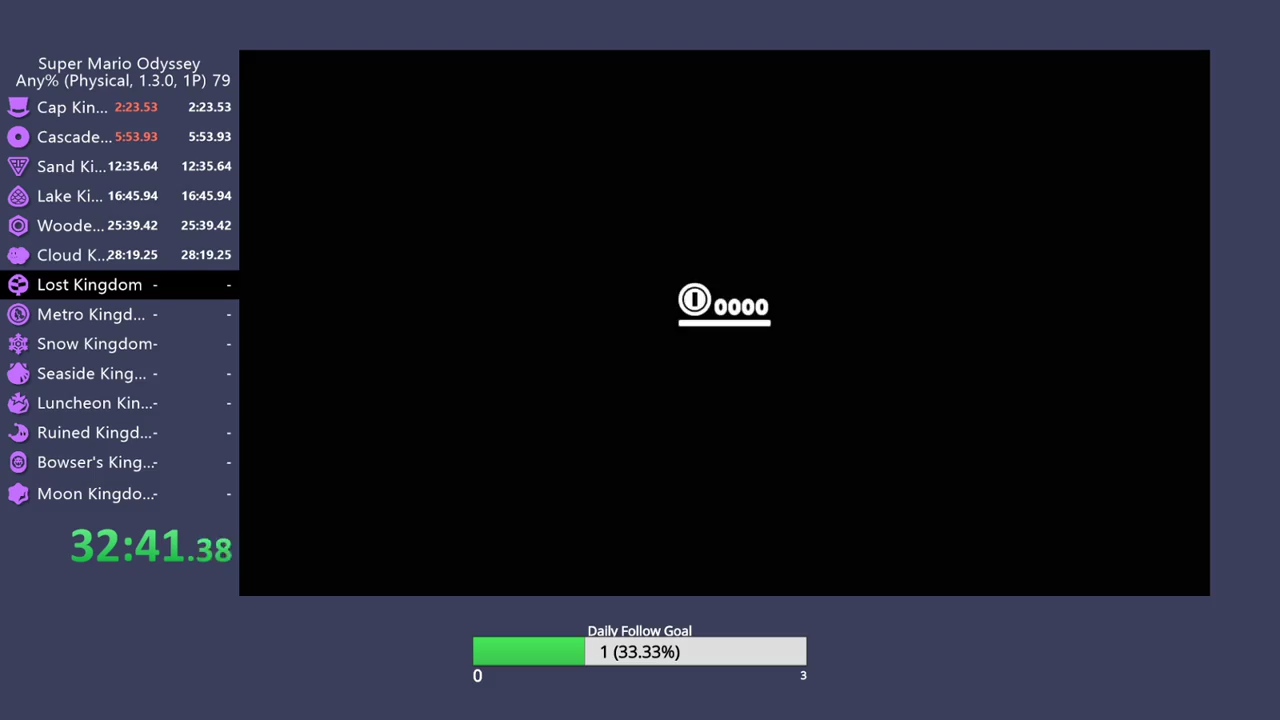 Super Mario Odyssey
Any% (Physical, 1.3.0, 1P) 79
Cap Kin... 2:23.53 2:23.53
Cascade... 5:53.93 5:53.93
Sand Ki... 12:35.64 12:35.64
Lake Ki... 16:45.94 16:45.94
Woode... 25:39.42 25:39.42
Cloud K... 28:19.25 28:19.25
Lost Kingdom - -
Metro Kingd... - -
Snow Kingdom - -
Seaside King... - -
Luncheon Kin... - -
Ruined Kingd... - -
Bowser's King... - -
Moon Kingdo... - -
32:41.38
0000
Daily Follow Goal
1 (33.33%)
0 3